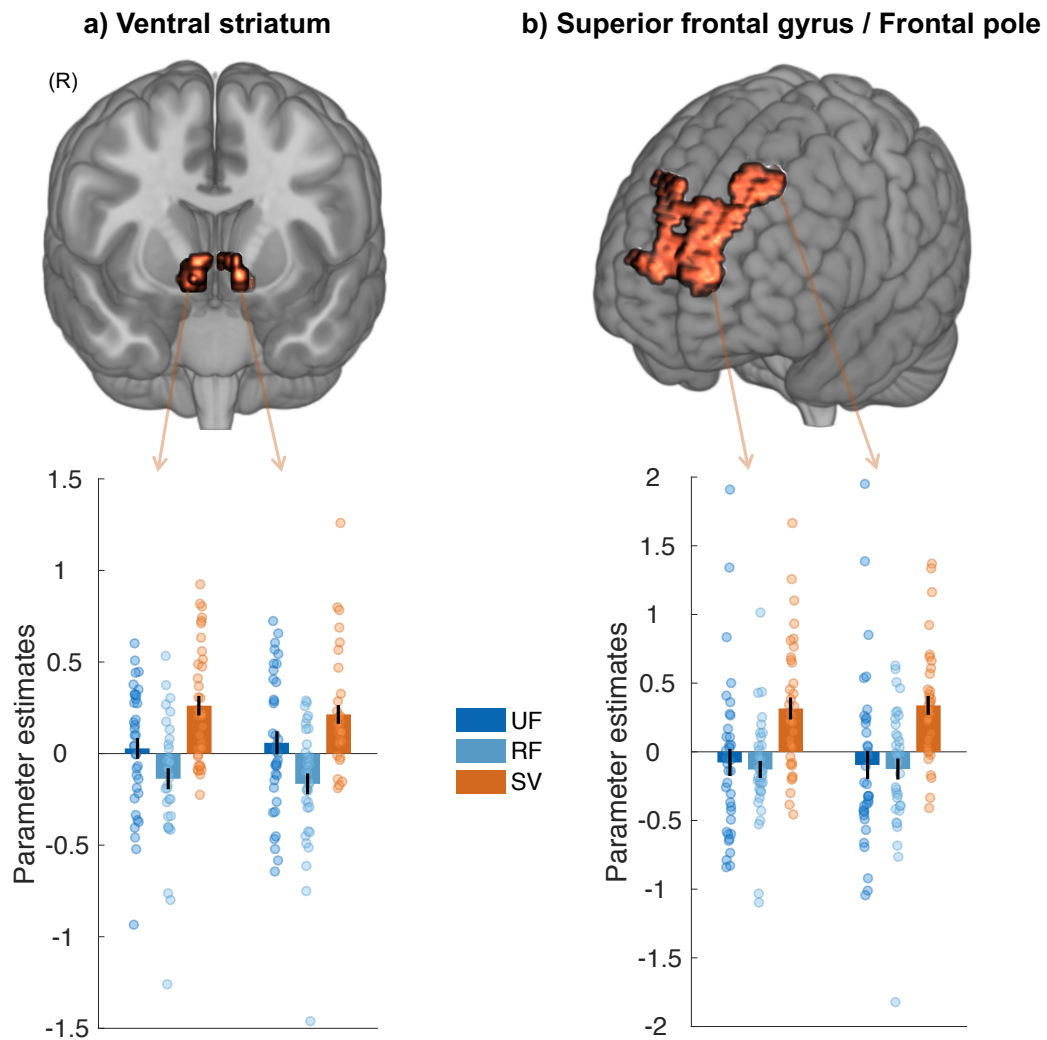 a) Ventral striatum
b) Superior frontal gyrus / Frontal pole
(R)
Parameter estimates
1.5
1
0.5
0
-0.5
-1
-1.5
UF
RF
SV
Parameter estimates
2
1.5
1
0.5
0
-0.5
-1
-1.5
-2